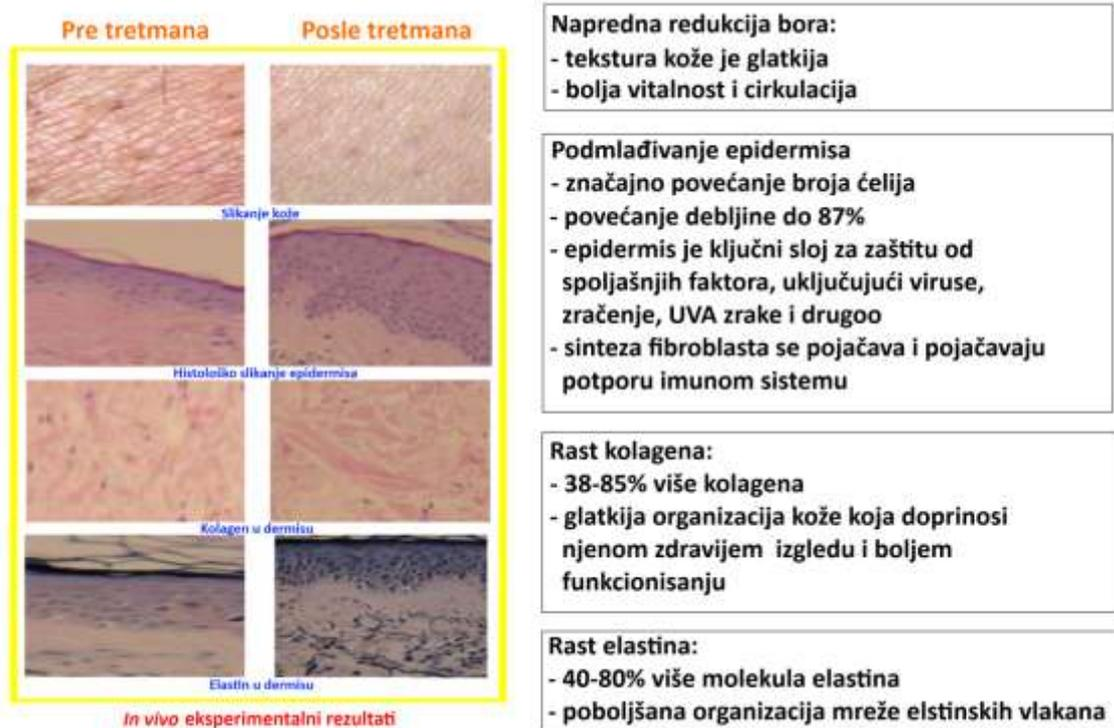 Pre tretmana
Posle tretmana
Slikanje kože
Histološko slikanje epidermisa
Kolagen u dermisu
Elastin u dermisu
In vivo eksperimentalni rezultati
Napredna redukcija bora:
- tekstura kože je glatkija
- bolja vitalnost i cirkulacija
Podmlađivanje epidermisa
- značajno povećanje broja ćelija
- povećanje debljine do 87%
- epidermis je ključni sloj za zaštitu od
spoljašnjih faktora, uključujući viruse,
zračenje, UVA zrake i drugoo
- sinteza fibroblasta se pojačava i pojačavaju
potporu imunom sistemu
Rast kolagena:
- 38-85% više kolagena
- glatkija organizacija kože koja doprinosi
njenom zdravijem izgledu i boljem
funkcionisanju
Rast elastina:
- 40-80% više molekula elastina
- poboljšana organizacija mreže elstinskih vlakana